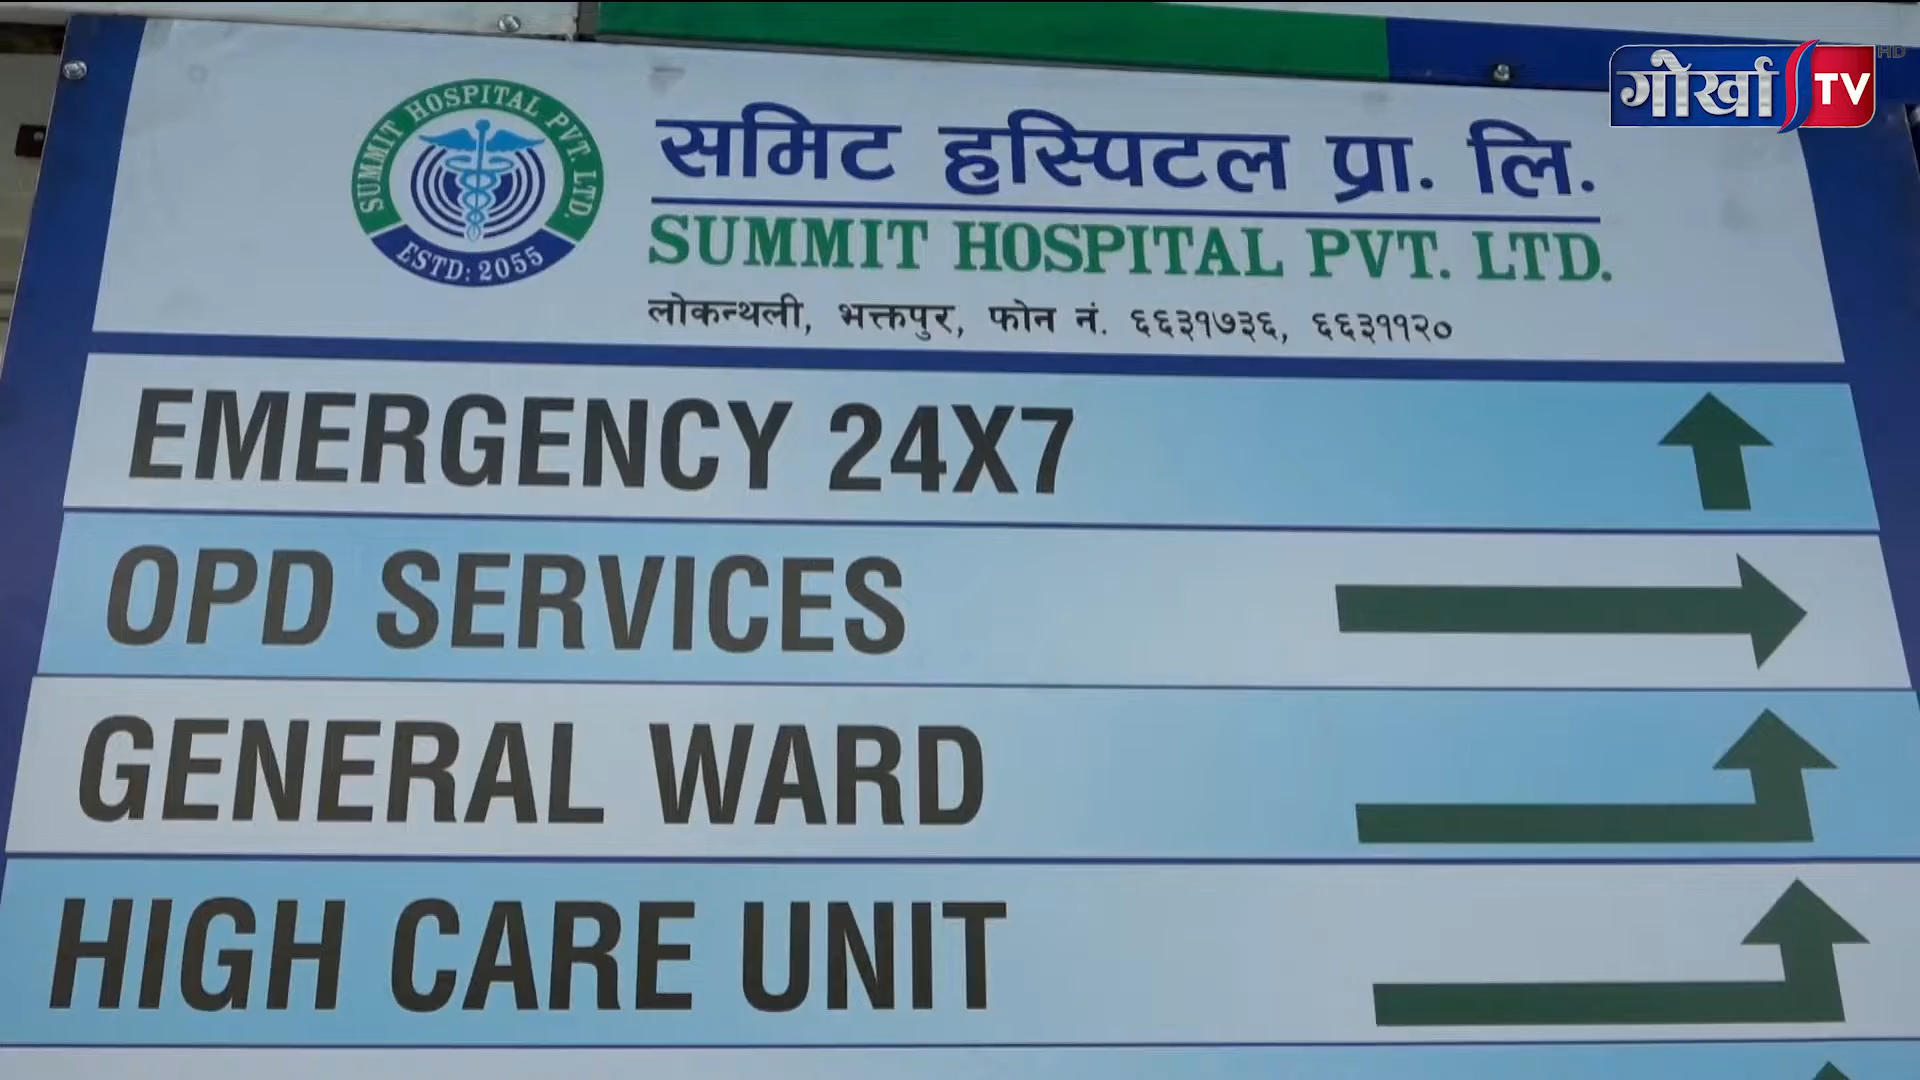 गोर्खा TV HD
SUMMIT HOSPITAL PVT. LTD.
ESTD: 2055
समिट हस्पिटल प्रा. लि.
SUMMIT HOSPITAL PVT. LTD.
लोकन्थली, भक्तपुर, फोन नं. ६६३१७३६, ६६३११२०
EMERGENCY 24X7
OPD SERVICES
GENERAL WARD
HIGH CARE UNIT